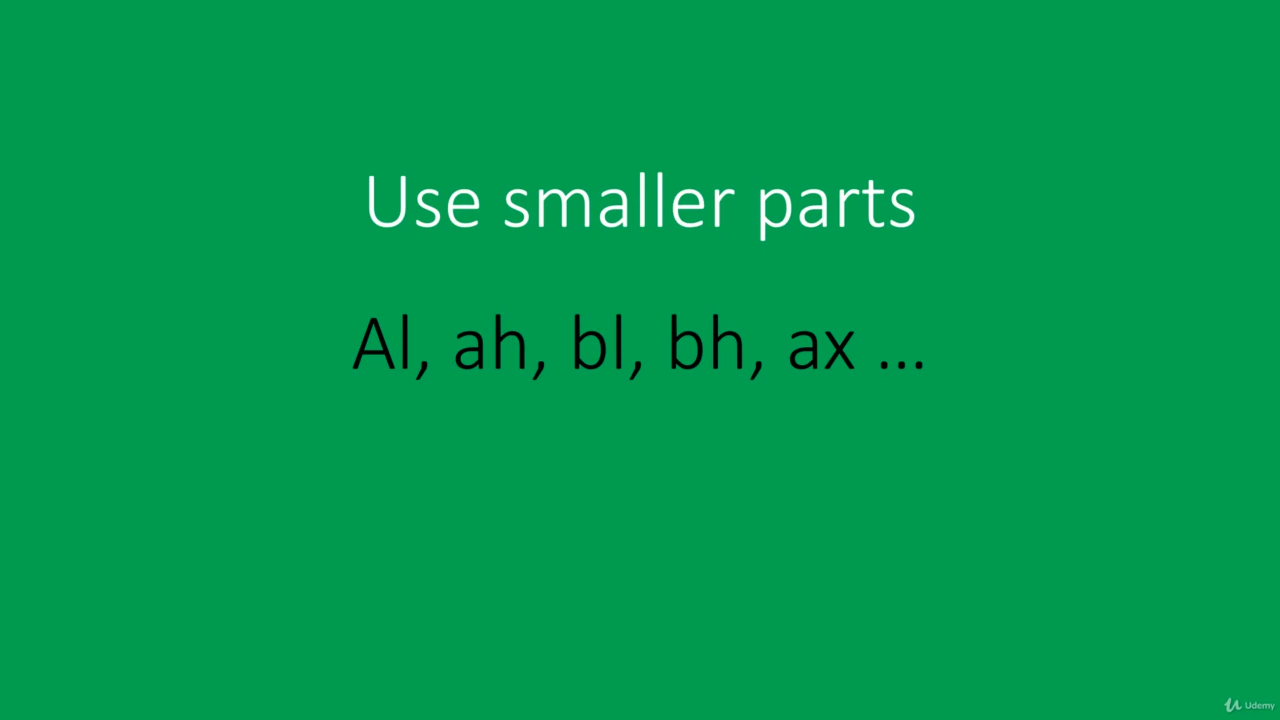 Use smaller parts
Al, ah, bl, bh, ax ...
Udemy